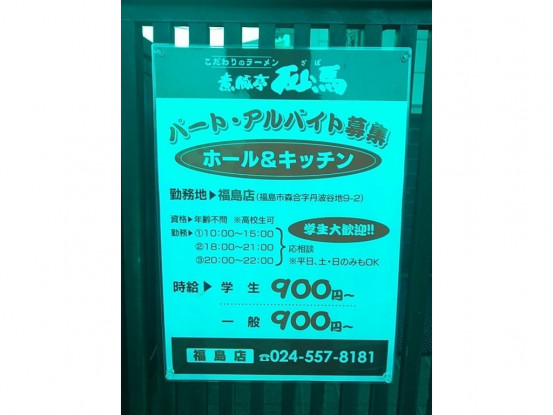 こだわりのラーメン
ざぼ
煮豚亭
馬
パート・アルバイト募集
ホール&キッチン
勤務地▶福島店(福島市森合字丹波谷地9-2)
資格▶年齢不問 ※高校生可
勤務▶①10:00〜15:00
②18:00〜21:00
③20:00〜22:00
応相談
※平日、土・日のみもOK
学生大歓迎!!
時給▶学生 900円〜
一般 900円〜
福島店 ☎024-557-8181